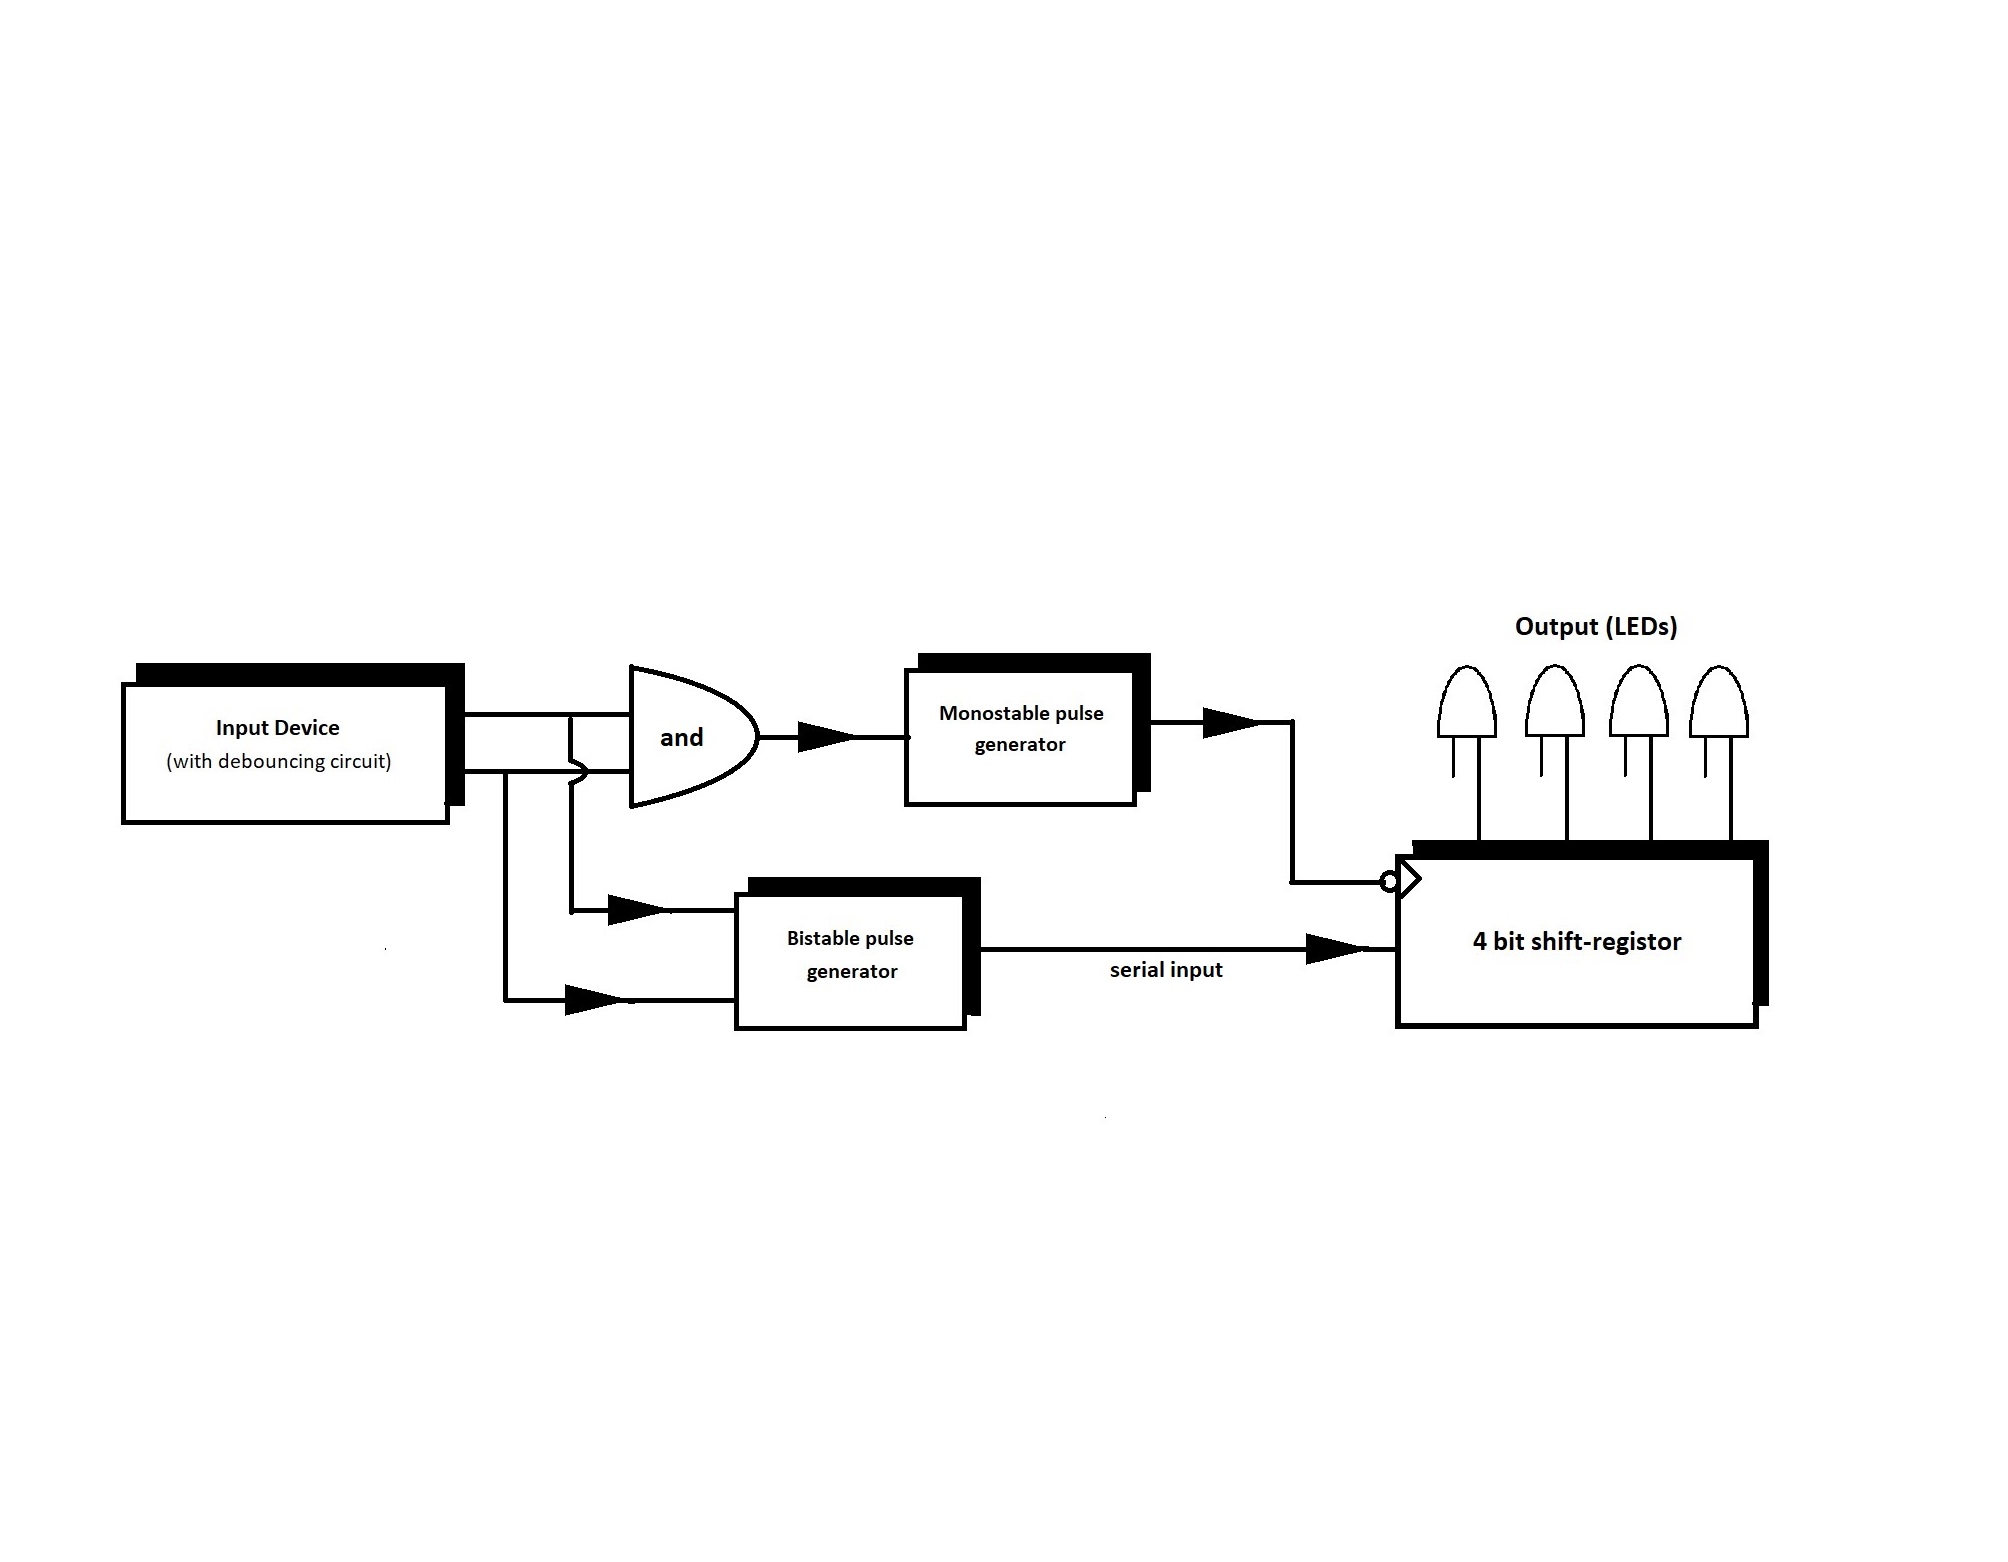 Output (LEDs)
Input Device
(with debouncing circuit)
and
Monostable pulse
generator
Bistable pulse
generator
serial input
4 bit shift-registor